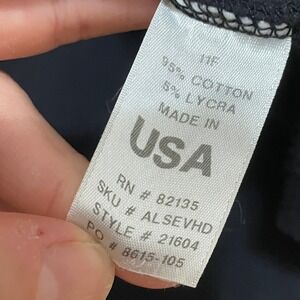 11F
95% COTTON
5% LYCRA
MADE IN
USA
RN # 82135
SKU # ALSEVHD
STYLE # 21604
PO # 8615-105